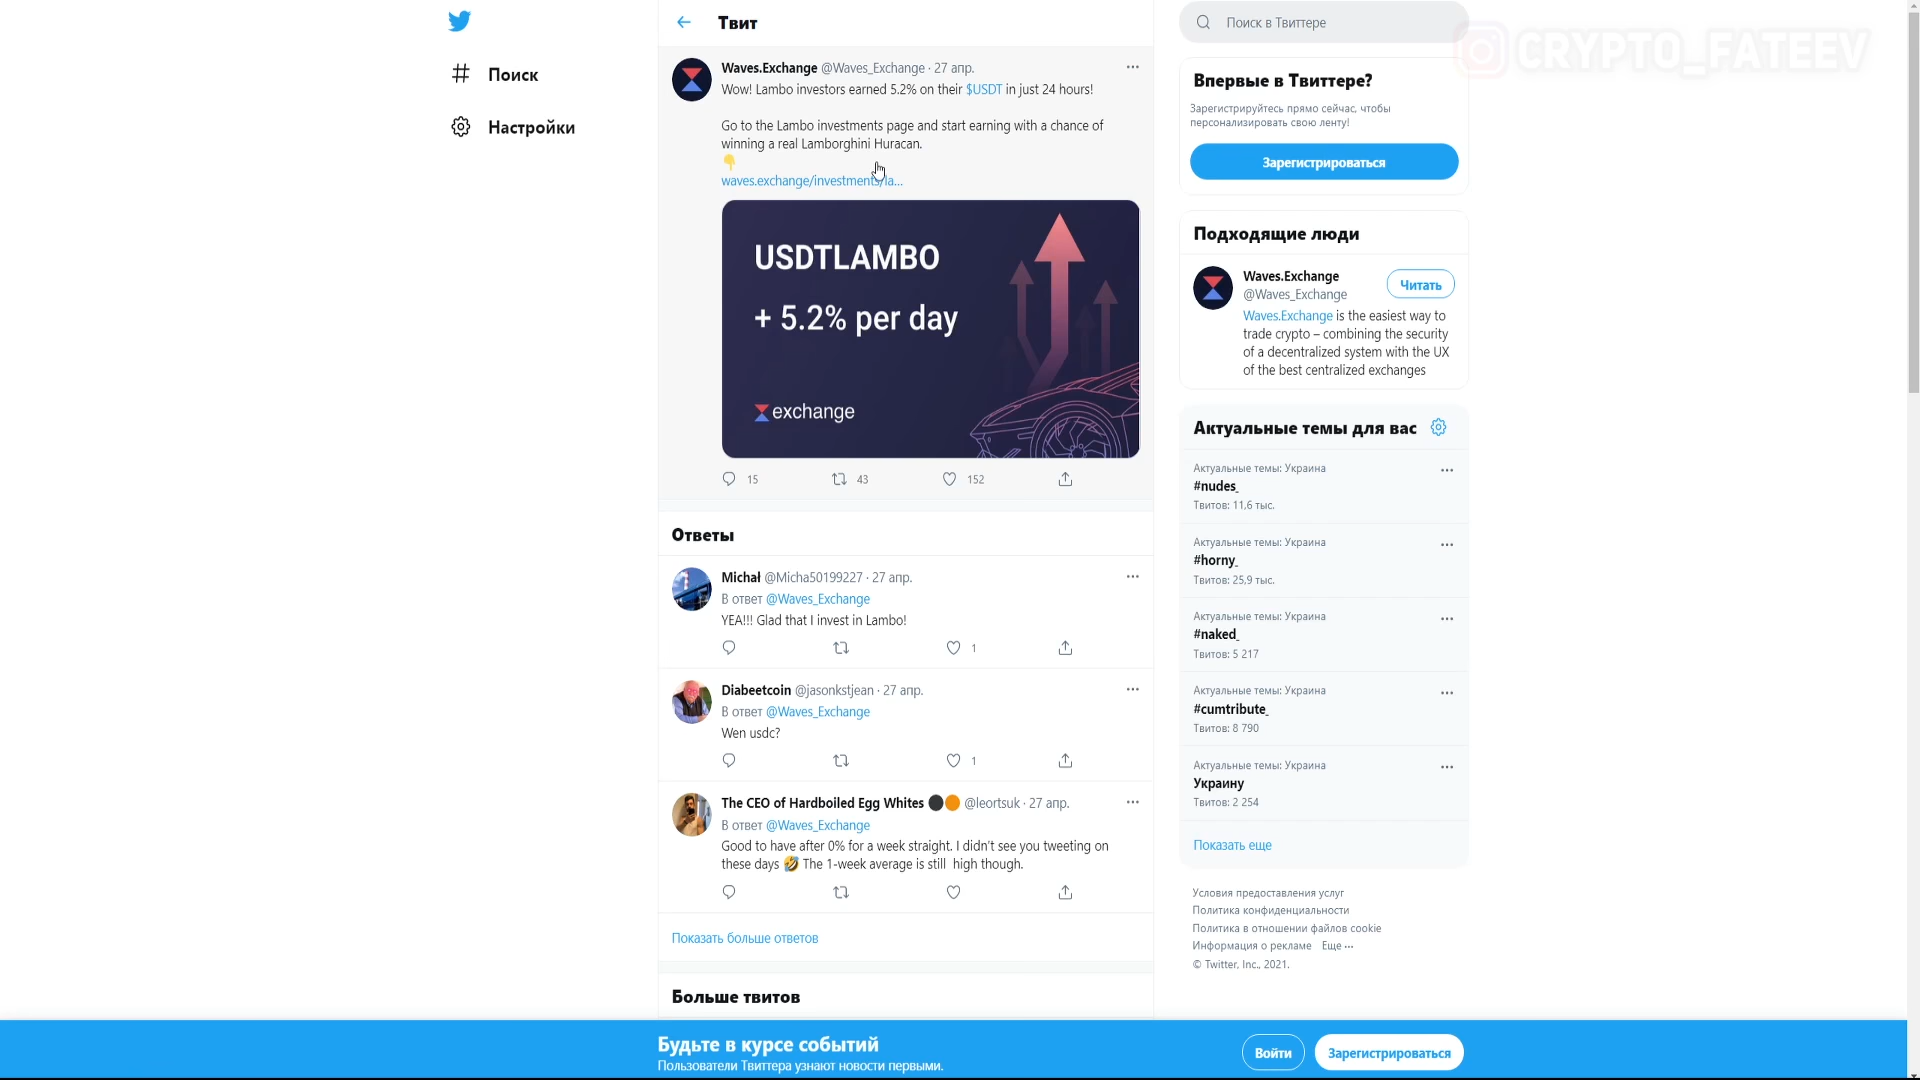 Поиск
Настройки
Твит
Waves.Exchange @Waves_Exchange · 27 апр.
Wow! Lambo investors earned 5.2% on their $USDT in just 24 hours!
Go to the Lambo investments page and start earning with a chance of
winning a real Lamborghini Huracan.
waves.exchange/investments/la...
USDTLAMBO
+ 5.2% per day
exchange
15 43 152
Ответы
Michał @Micha50199227 · 27 апр.
В ответ @Waves_Exchange
YEA!!! Glad that I invest in Lambo!
1
Diabeetcoin @jasonkstjean · 27 апр.
В ответ @Waves_Exchange
Wen usdc?
1
The CEO of Hardboiled Egg Whites @leortsuk · 27 апр.
В ответ @Waves_Exchange
Good to have after 0% for a week straight. I didn't see you tweeting on
these days 🤣 The 1-week average is still high though.
Показать больше ответов
Больше твитов
Поиск в Твиттере
CRYPTO_FATEEV
Впервые в Твиттере?
Зарегистрируйтесь прямо сейчас, чтобы
персонализировать свою ленту!
Зарегистрироваться
Подходящие люди
Waves.Exchange
@Waves_Exchange
Читать
Waves.Exchange is the easiest way to
trade crypto – combining the security
of a decentralized system with the UX
of the best centralized exchanges
Актуальные темы для вас
Актуальные темы: Украина
#nudes_
Твитов: 11,6 тыс.
Актуальные темы: Украина
#horny_
Твитов: 25,9 тыс.
Актуальные темы: Украина
#naked_
Твитов: 5 217
Актуальные темы: Украина
#cumtribute_
Твитов: 8 790
Актуальные темы: Украина
Украину
Твитов: 2 254
Показать еще
Условия предоставления услуг
Политика конфиденциальности
Политика в отношении файлов cookie
Информация о рекламе Еще ···
© Twitter, Inc., 2021.
Будьте в курсе событий
Пользователи Твиттера узнают новости первыми.
Войти
Зарегистрироваться